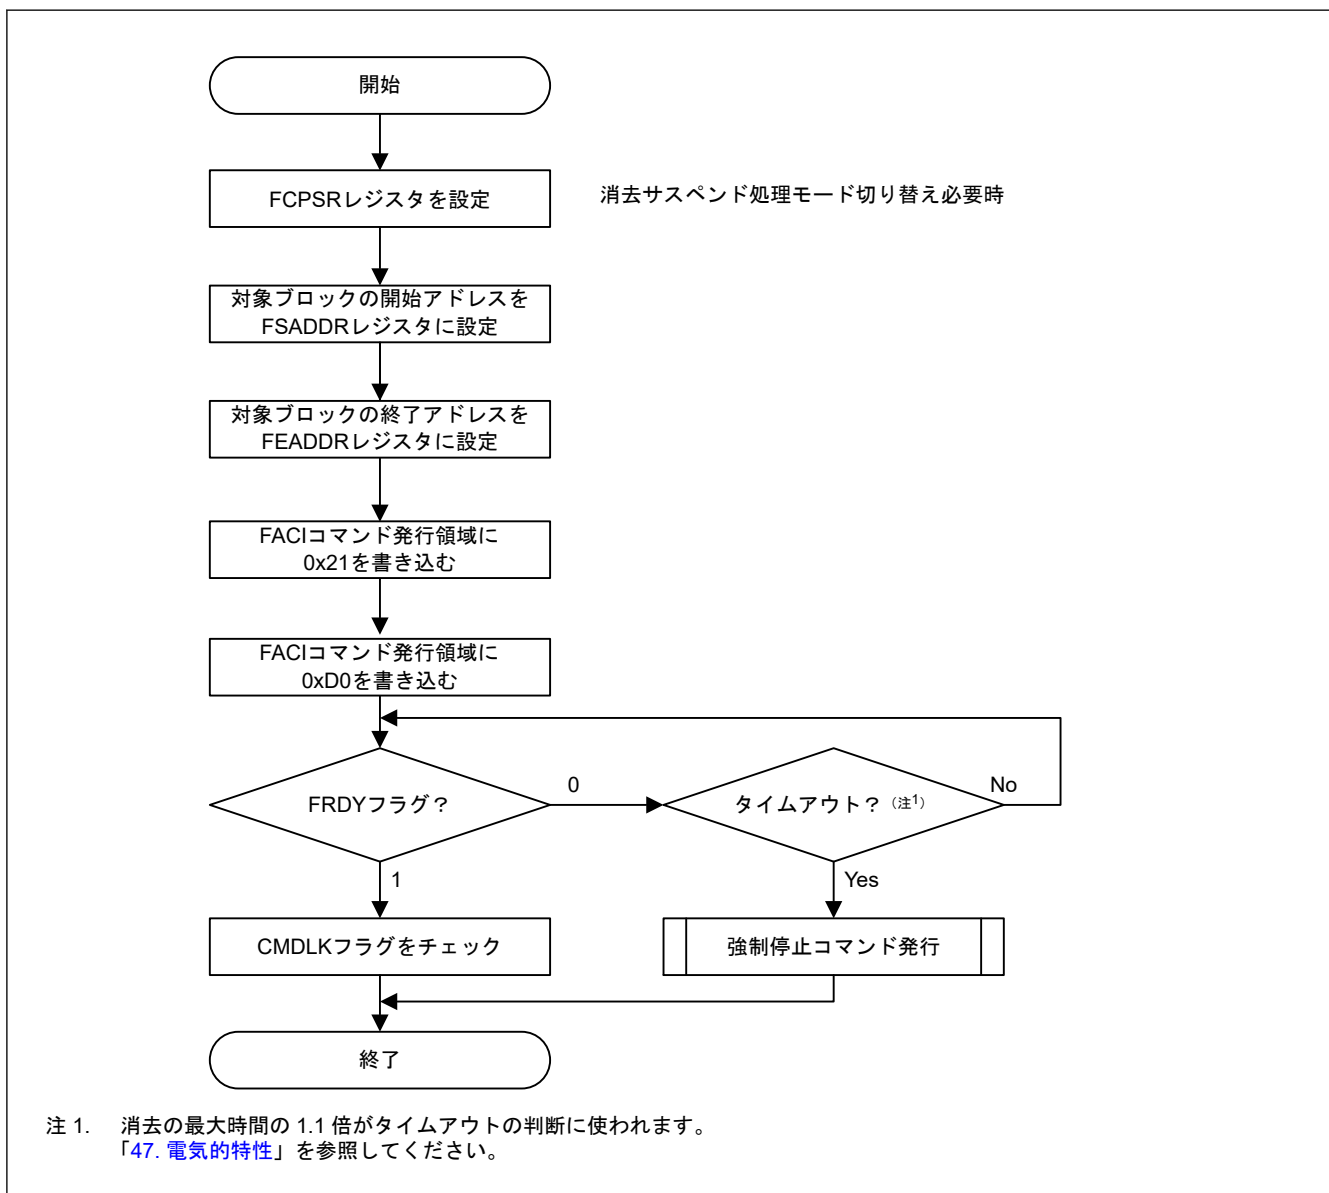 開始
FCPSRレジスタを設定
消去サスペンド処理モード切り替え必要時
対象ブロックの開始アドレスを
FSADDRレジスタに設定
対象ブロックの終了アドレスを
FEADDRレジスタに設定
FACIコマンド発行領域に
0x21を書き込む
FACIコマンド発行領域に
0xD0を書き込む
FRDYフラグ？
0
タイムアウト？（注1）
No
1
Yes
CMDLKフラグをチェック
強制停止コマンド発行
終了
注 1. 消去の最大時間の 1.1 倍がタイムアウトの判断に使われます。
「47. 電気的特性」を参照してください。